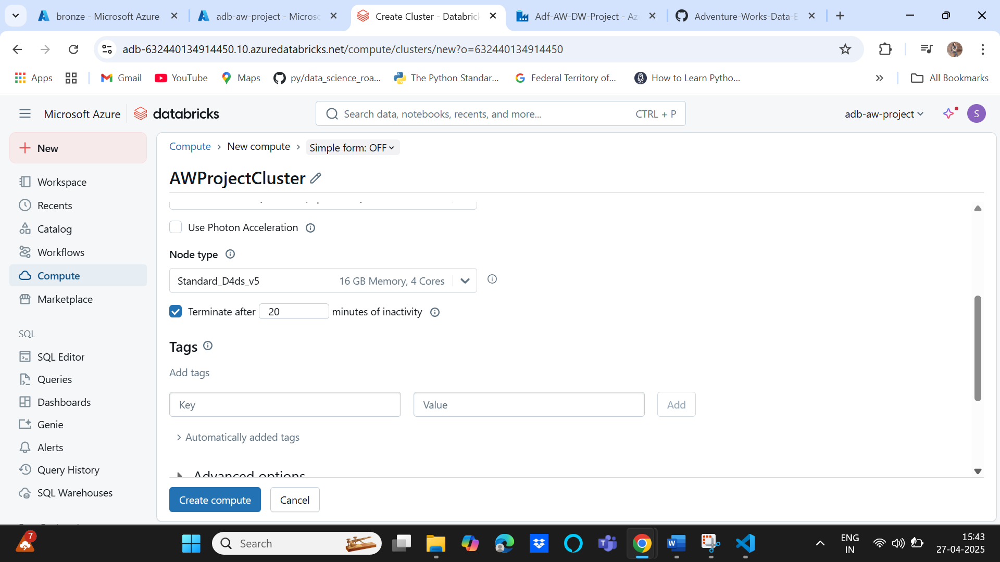 bronze - Microsoft Azure
adb-aw-project - Micros
Create Cluster - Databric
Adf-AW-DW-Project - Az
Adventure-Works-Data-E
adb-632440134914450.10.azuredatabricks.net/compute/clusters/new?o=632440134914450
Apps
Gmail
YouTube
Maps
py/data_science_roa...
The Python Standar...
Federal Territory of...
How to Learn Pytho...
All Bookmarks
Microsoft Azure
databricks
Search data, notebooks, recents, and more...
CTRL + P
adb-aw-project
S
New
Workspace
Recents
Catalog
Workflows
Compute
Marketplace
SQL
SQL Editor
Queries
Dashboards
Genie
Alerts
Query History
SQL Warehouses
Compute > New compute > Simple form: OFF
AWProjectCluster
Use Photon Acceleration
Node type
Standard_D4ds_v5 16 GB Memory, 4 Cores
Terminate after 20 minutes of inactivity
Tags
Add tags
Key
Value
Add
Automatically added tags
Advanced options
Create compute
Cancel
7
Search
ENG
IN
15:43
27-04-2025